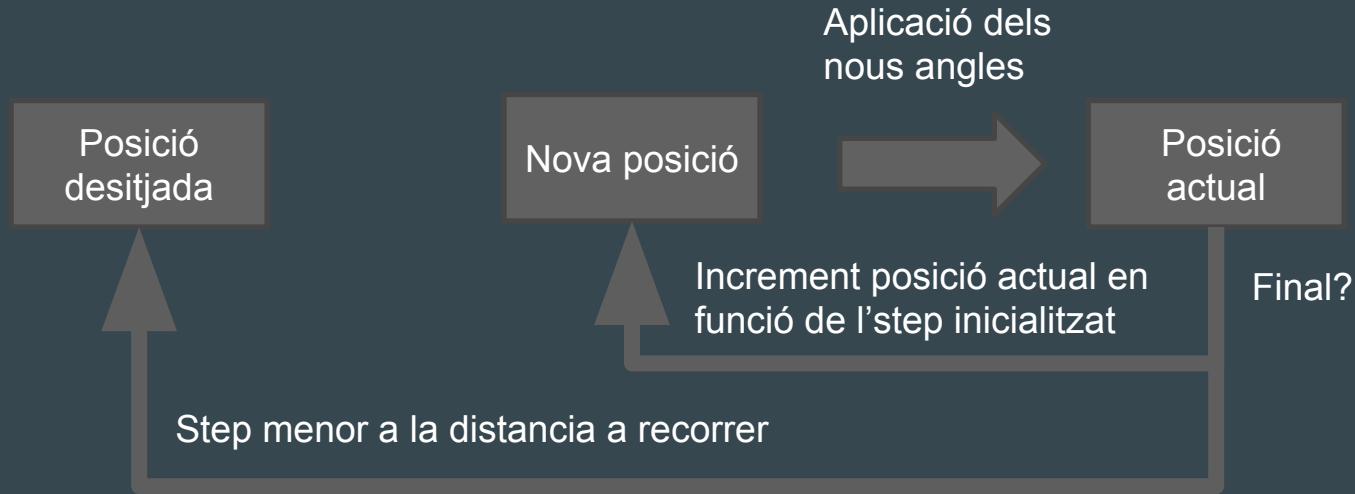 Aplicació dels
nous angles
Posició
desitjada
Nova posició
Posició
actual
Increment posició actual en
funció de l’step inicialitzat
Final?
Step menor a la distancia a recorrer